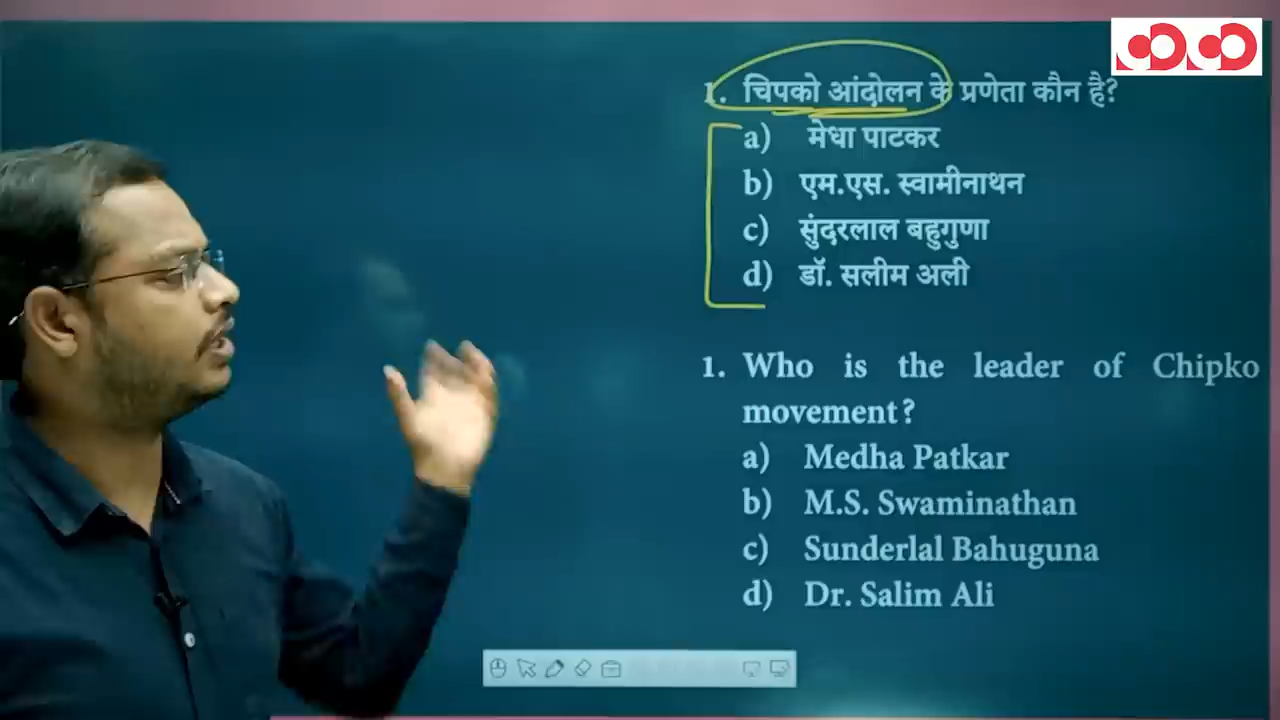 1. चिपको आंदोलन के प्रणेता कौन है?
a) मेधा पाटकर
b) एम.एस. स्वामीनाथन
c) सुंदरलाल बहुगुणा
d) डॉ. सलीम अली
1. Who is the leader of Chipko
movement?
a) Medha Patkar
b) M.S. Swaminathan
c) Sunderlal Bahuguna
d) Dr. Salim Ali